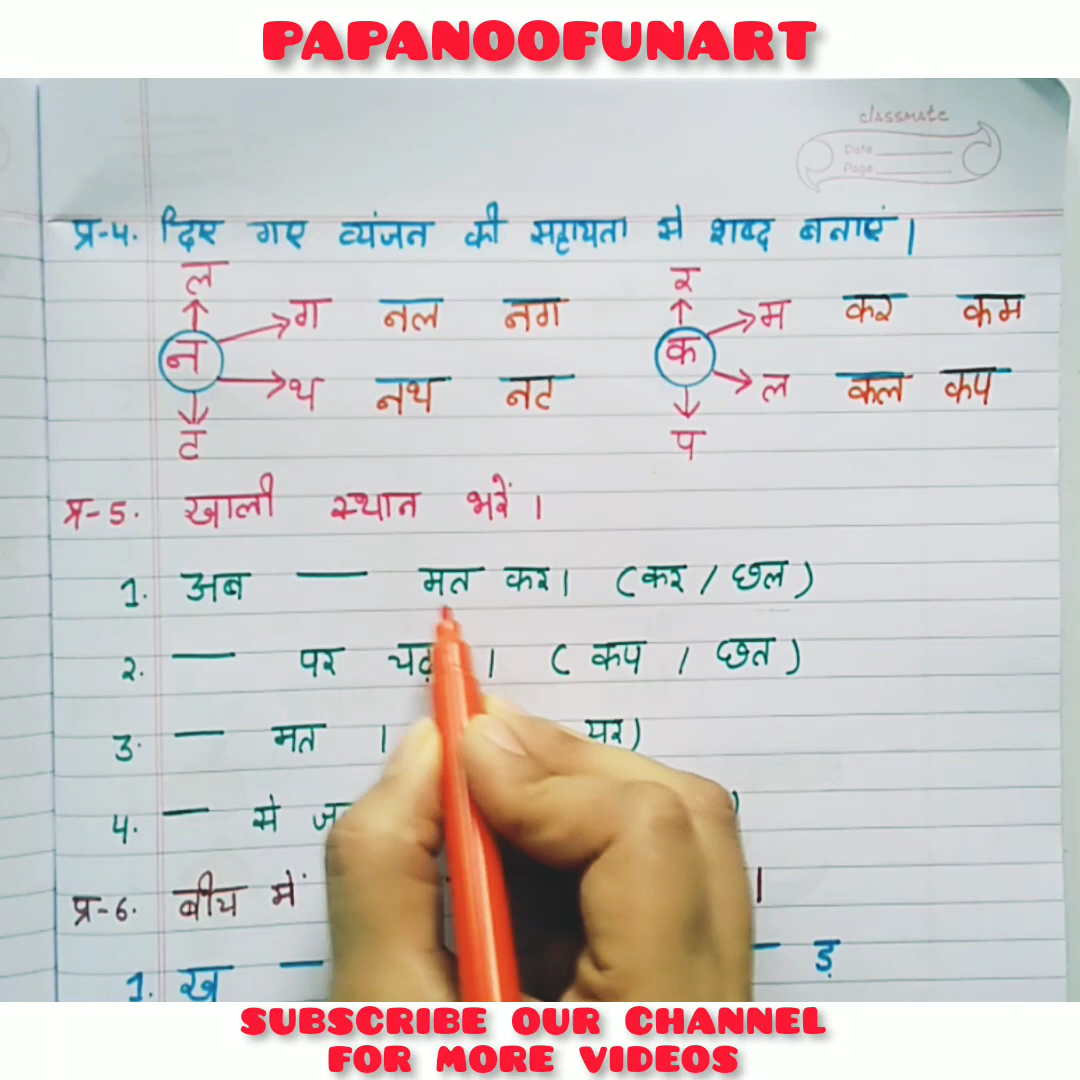 PAPANOOFUNART
classmate
Date
Page
प्र-4. दिए गए व्यंजन की सहायता से शब्द बनाएं।
ल र
ग नल नग म कर कम
न क
थ नथ नट ल कल कप
ट प
प्र-5. खाली स्थान भरें।
1. अब — मत कर। (कर / छल)
2. — पर चढ़ । ( कप / छत )
3. — मत । यर)
4. — से )
प्र-6. बीच में ।
1. ख — — ड़
SUBSCRIBE OUR CHANNEL
FOR MORE VIDEOS